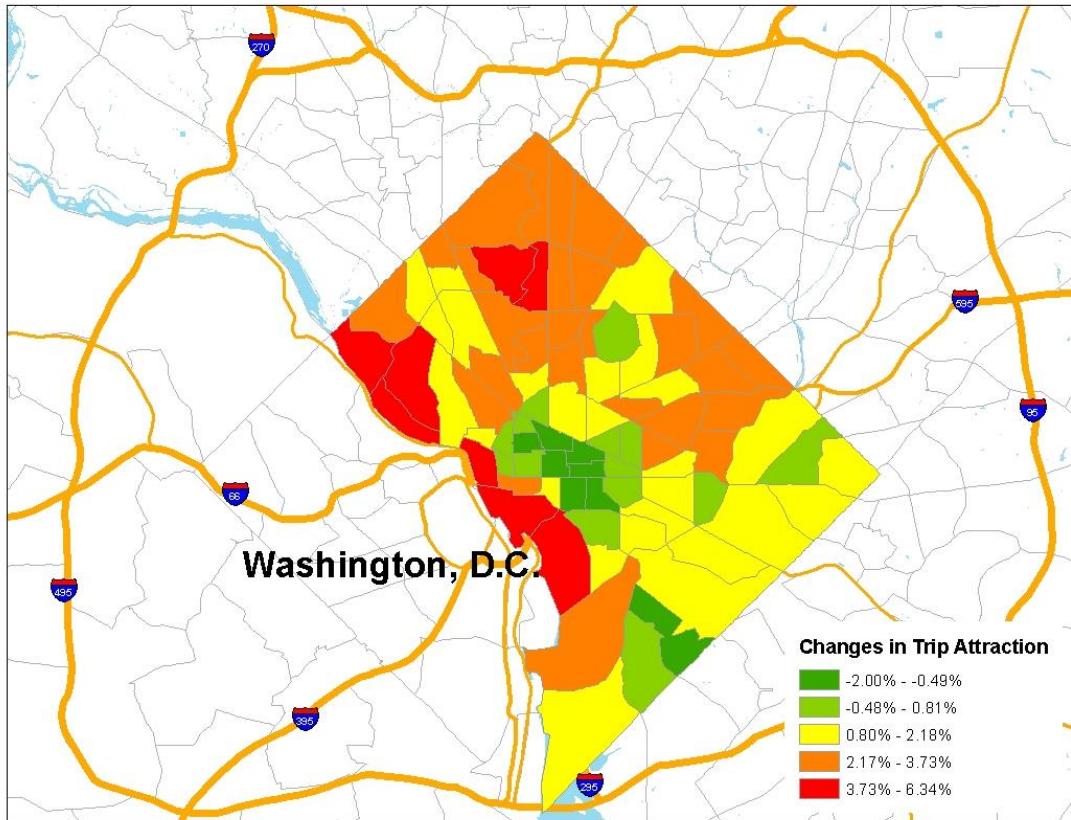 270
595
95
66
Washington, D.C.
495
395
295
Changes in Trip Attraction
-2.00% - -0.49%
-0.48% - 0.81%
0.80% - 2.18%
2.17% - 3.73%
3.73% - 6.34%